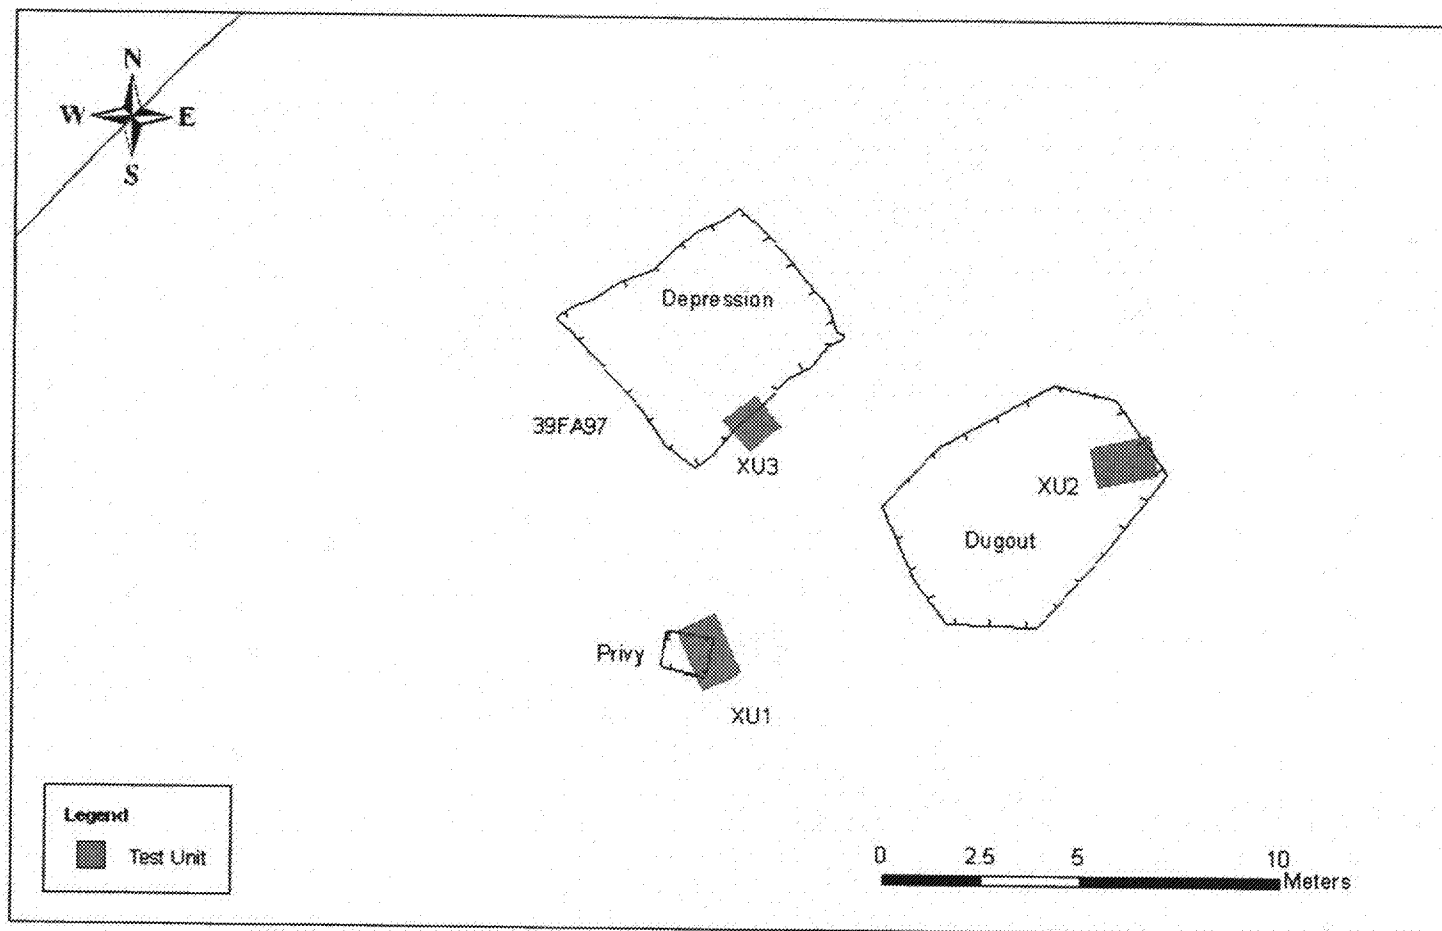 N
W E
S
Depression
39FA97
XU3
XU2
Dugout
Privy
XU1
Legend
Test Unit
0 2.5 5 10
Meters